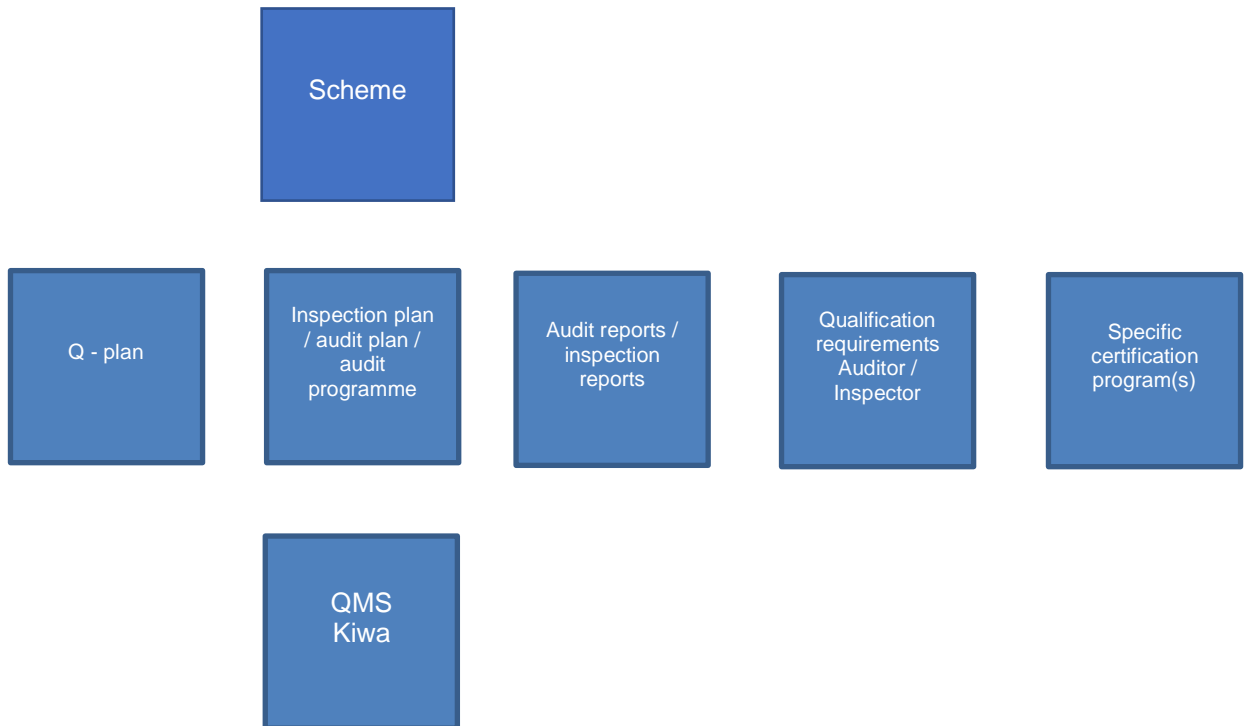 Scheme
Q - plan
Inspection plan
/ audit plan /
audit
programme
Audit reports /
inspection
reports
Qualification
requirements
Auditor /
Inspector
Specific
certification
program(s)
QMS
Kiwa